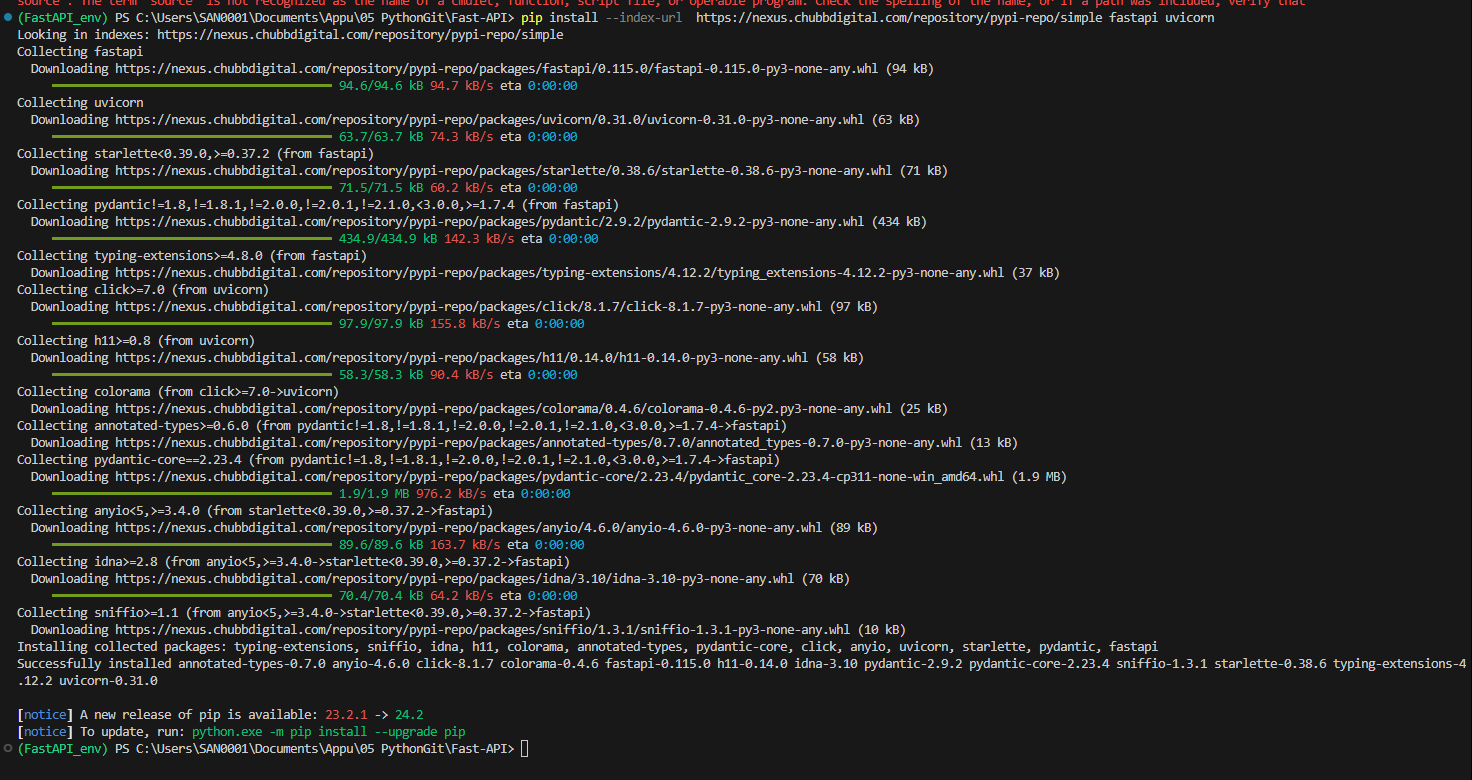 source : The term 'source' is not recognized as the name of a cmdlet, function, script file, or operable program. Check the spelling of the name, or if a path was included, verify that
(FastAPI_env) PS C:\Users\SAN0001\Documents\Appu\05 PythonGit\Fast-API> pip install --index-url  https://nexus.chubbdigital.com/repository/pypi-repo/simple fastapi uvicorn
Looking in indexes: https://nexus.chubbdigital.com/repository/pypi-repo/simple
Collecting fastapi
Downloading https://nexus.chubbdigital.com/repository/pypi-repo/packages/fastapi/0.115.0/fastapi-0.115.0-py3-none-any.whl (94 kB)
94.6/94.6 kB 94.7 kB/s eta 0:00:00
Collecting uvicorn
Downloading https://nexus.chubbdigital.com/repository/pypi-repo/packages/uvicorn/0.31.0/uvicorn-0.31.0-py3-none-any.whl (63 kB)
63.7/63.7 kB 74.3 kB/s eta 0:00:00
Collecting starlette<0.39.0,>=0.37.2 (from fastapi)
Downloading https://nexus.chubbdigital.com/repository/pypi-repo/packages/starlette/0.38.6/starlette-0.38.6-py3-none-any.whl (71 kB)
71.5/71.5 kB 60.2 kB/s eta 0:00:00
Collecting pydantic!=1.8,!=1.8.1,!=2.0.0,!=2.0.1,!=2.1.0,<3.0.0,>=1.7.4 (from fastapi)
Downloading https://nexus.chubbdigital.com/repository/pypi-repo/packages/pydantic/2.9.2/pydantic-2.9.2-py3-none-any.whl (434 kB)
434.9/434.9 kB 142.3 kB/s eta 0:00:00
Collecting typing-extensions>=4.8.0 (from fastapi)
Downloading https://nexus.chubbdigital.com/repository/pypi-repo/packages/typing-extensions/4.12.2/typing_extensions-4.12.2-py3-none-any.whl (37 kB)
Collecting click>=7.0 (from uvicorn)
Downloading https://nexus.chubbdigital.com/repository/pypi-repo/packages/click/8.1.7/click-8.1.7-py3-none-any.whl (97 kB)
97.9/97.9 kB 155.8 kB/s eta 0:00:00
Collecting h11>=0.8 (from uvicorn)
Downloading https://nexus.chubbdigital.com/repository/pypi-repo/packages/h11/0.14.0/h11-0.14.0-py3-none-any.whl (58 kB)
58.3/58.3 kB 90.4 kB/s eta 0:00:00
Collecting colorama (from click>=7.0->uvicorn)
Downloading https://nexus.chubbdigital.com/repository/pypi-repo/packages/colorama/0.4.6/colorama-0.4.6-py2.py3-none-any.whl (25 kB)
Collecting annotated-types>=0.6.0 (from pydantic!=1.8,!=1.8.1,!=2.0.0,!=2.0.1,!=2.1.0,<3.0.0,>=1.7.4->fastapi)
Downloading https://nexus.chubbdigital.com/repository/pypi-repo/packages/annotated-types/0.7.0/annotated_types-0.7.0-py3-none-any.whl (13 kB)
Collecting pydantic-core==2.23.4 (from pydantic!=1.8,!=1.8.1,!=2.0.0,!=2.0.1,!=2.1.0,<3.0.0,>=1.7.4->fastapi)
Downloading https://nexus.chubbdigital.com/repository/pypi-repo/packages/pydantic-core/2.23.4/pydantic_core-2.23.4-cp311-none-win_amd64.whl (1.9 MB)
1.9/1.9 MB 976.2 kB/s eta 0:00:00
Collecting anyio<5,>=3.4.0 (from starlette<0.39.0,>=0.37.2->fastapi)
Downloading https://nexus.chubbdigital.com/repository/pypi-repo/packages/anyio/4.6.0/anyio-4.6.0-py3-none-any.whl (89 kB)
89.6/89.6 kB 163.7 kB/s eta 0:00:00
Collecting idna>=2.8 (from anyio<5,>=3.4.0->starlette<0.39.0,>=0.37.2->fastapi)
Downloading https://nexus.chubbdigital.com/repository/pypi-repo/packages/idna/3.10/idna-3.10-py3-none-any.whl (70 kB)
70.4/70.4 kB 64.2 kB/s eta 0:00:00
Collecting sniffio>=1.1 (from anyio<5,>=3.4.0->starlette<0.39.0,>=0.37.2->fastapi)
Downloading https://nexus.chubbdigital.com/repository/pypi-repo/packages/sniffio/1.3.1/sniffio-1.3.1-py3-none-any.whl (10 kB)
Installing collected packages: typing-extensions, sniffio, idna, h11, colorama, annotated-types, pydantic-core, click, anyio, uvicorn, starlette, pydantic, fastapi
Successfully installed annotated-types-0.7.0 anyio-4.6.0 click-8.1.7 colorama-0.4.6 fastapi-0.115.0 h11-0.14.0 idna-3.10 pydantic-2.9.2 pydantic-core-2.23.4 sniffio-1.3.1 starlette-0.38.6 typing-extensions-4
.12.2 uvicorn-0.31.0
[notice] A new release of pip is available: 23.2.1 -> 24.2
[notice] To update, run: python.exe -m pip install --upgrade pip
(FastAPI_env) PS C:\Users\SAN0001\Documents\Appu\05 PythonGit\Fast-API>